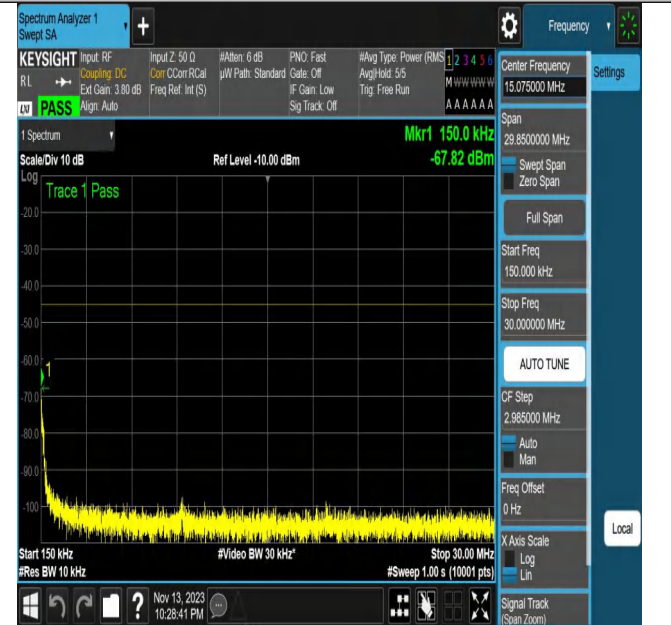 Spectrum Analyzer 1
Swept SA
+
Frequency
KEYSIGHT Input: RF Input Z: 50 Ω #Atten: 6 dB PNO: Fast #Avg Type: Power (RMS 1 2 3 4 5 6
RL Coupling: DC Corr CCorr RCal µW Path: Standard Gate: Off Avg|Hold: 5/5 M W W W W W
Ext Gain: 3.80 dB Freq Ref: Int (S) IF Gain: Low Trig: Free Run
PASS Align: Auto Sig Track: Off A A A A A A
1 Spectrum
Mkr1 150.0 kHz
Scale/Div 10 dB Ref Level -10.00 dBm -67.82 dBm
Log
Trace 1 Pass
-20.0
-30.0
-40.0
-50.0
-60.0
1
-70.0
-80.0
-90.0
-100
Start 150 kHz #Video BW 30 kHz* Stop 30.00 MHz
#Res BW 10 kHz #Sweep 1.00 s (10001 pts)
Nov 13, 2023
10:28:41 PM
?
Center Frequency
15.075000 MHz
Settings
Span
29.8500000 MHz
Swept Span
Zero Span
Full Span
Start Freq
150.000 kHz
Stop Freq
30.000000 MHz
AUTO TUNE
CF Step
2.985000 MHz
Auto
Man
Freq Offset
0 Hz
Local
X Axis Scale
Log
Lin
Signal Track
(Span Zoom)